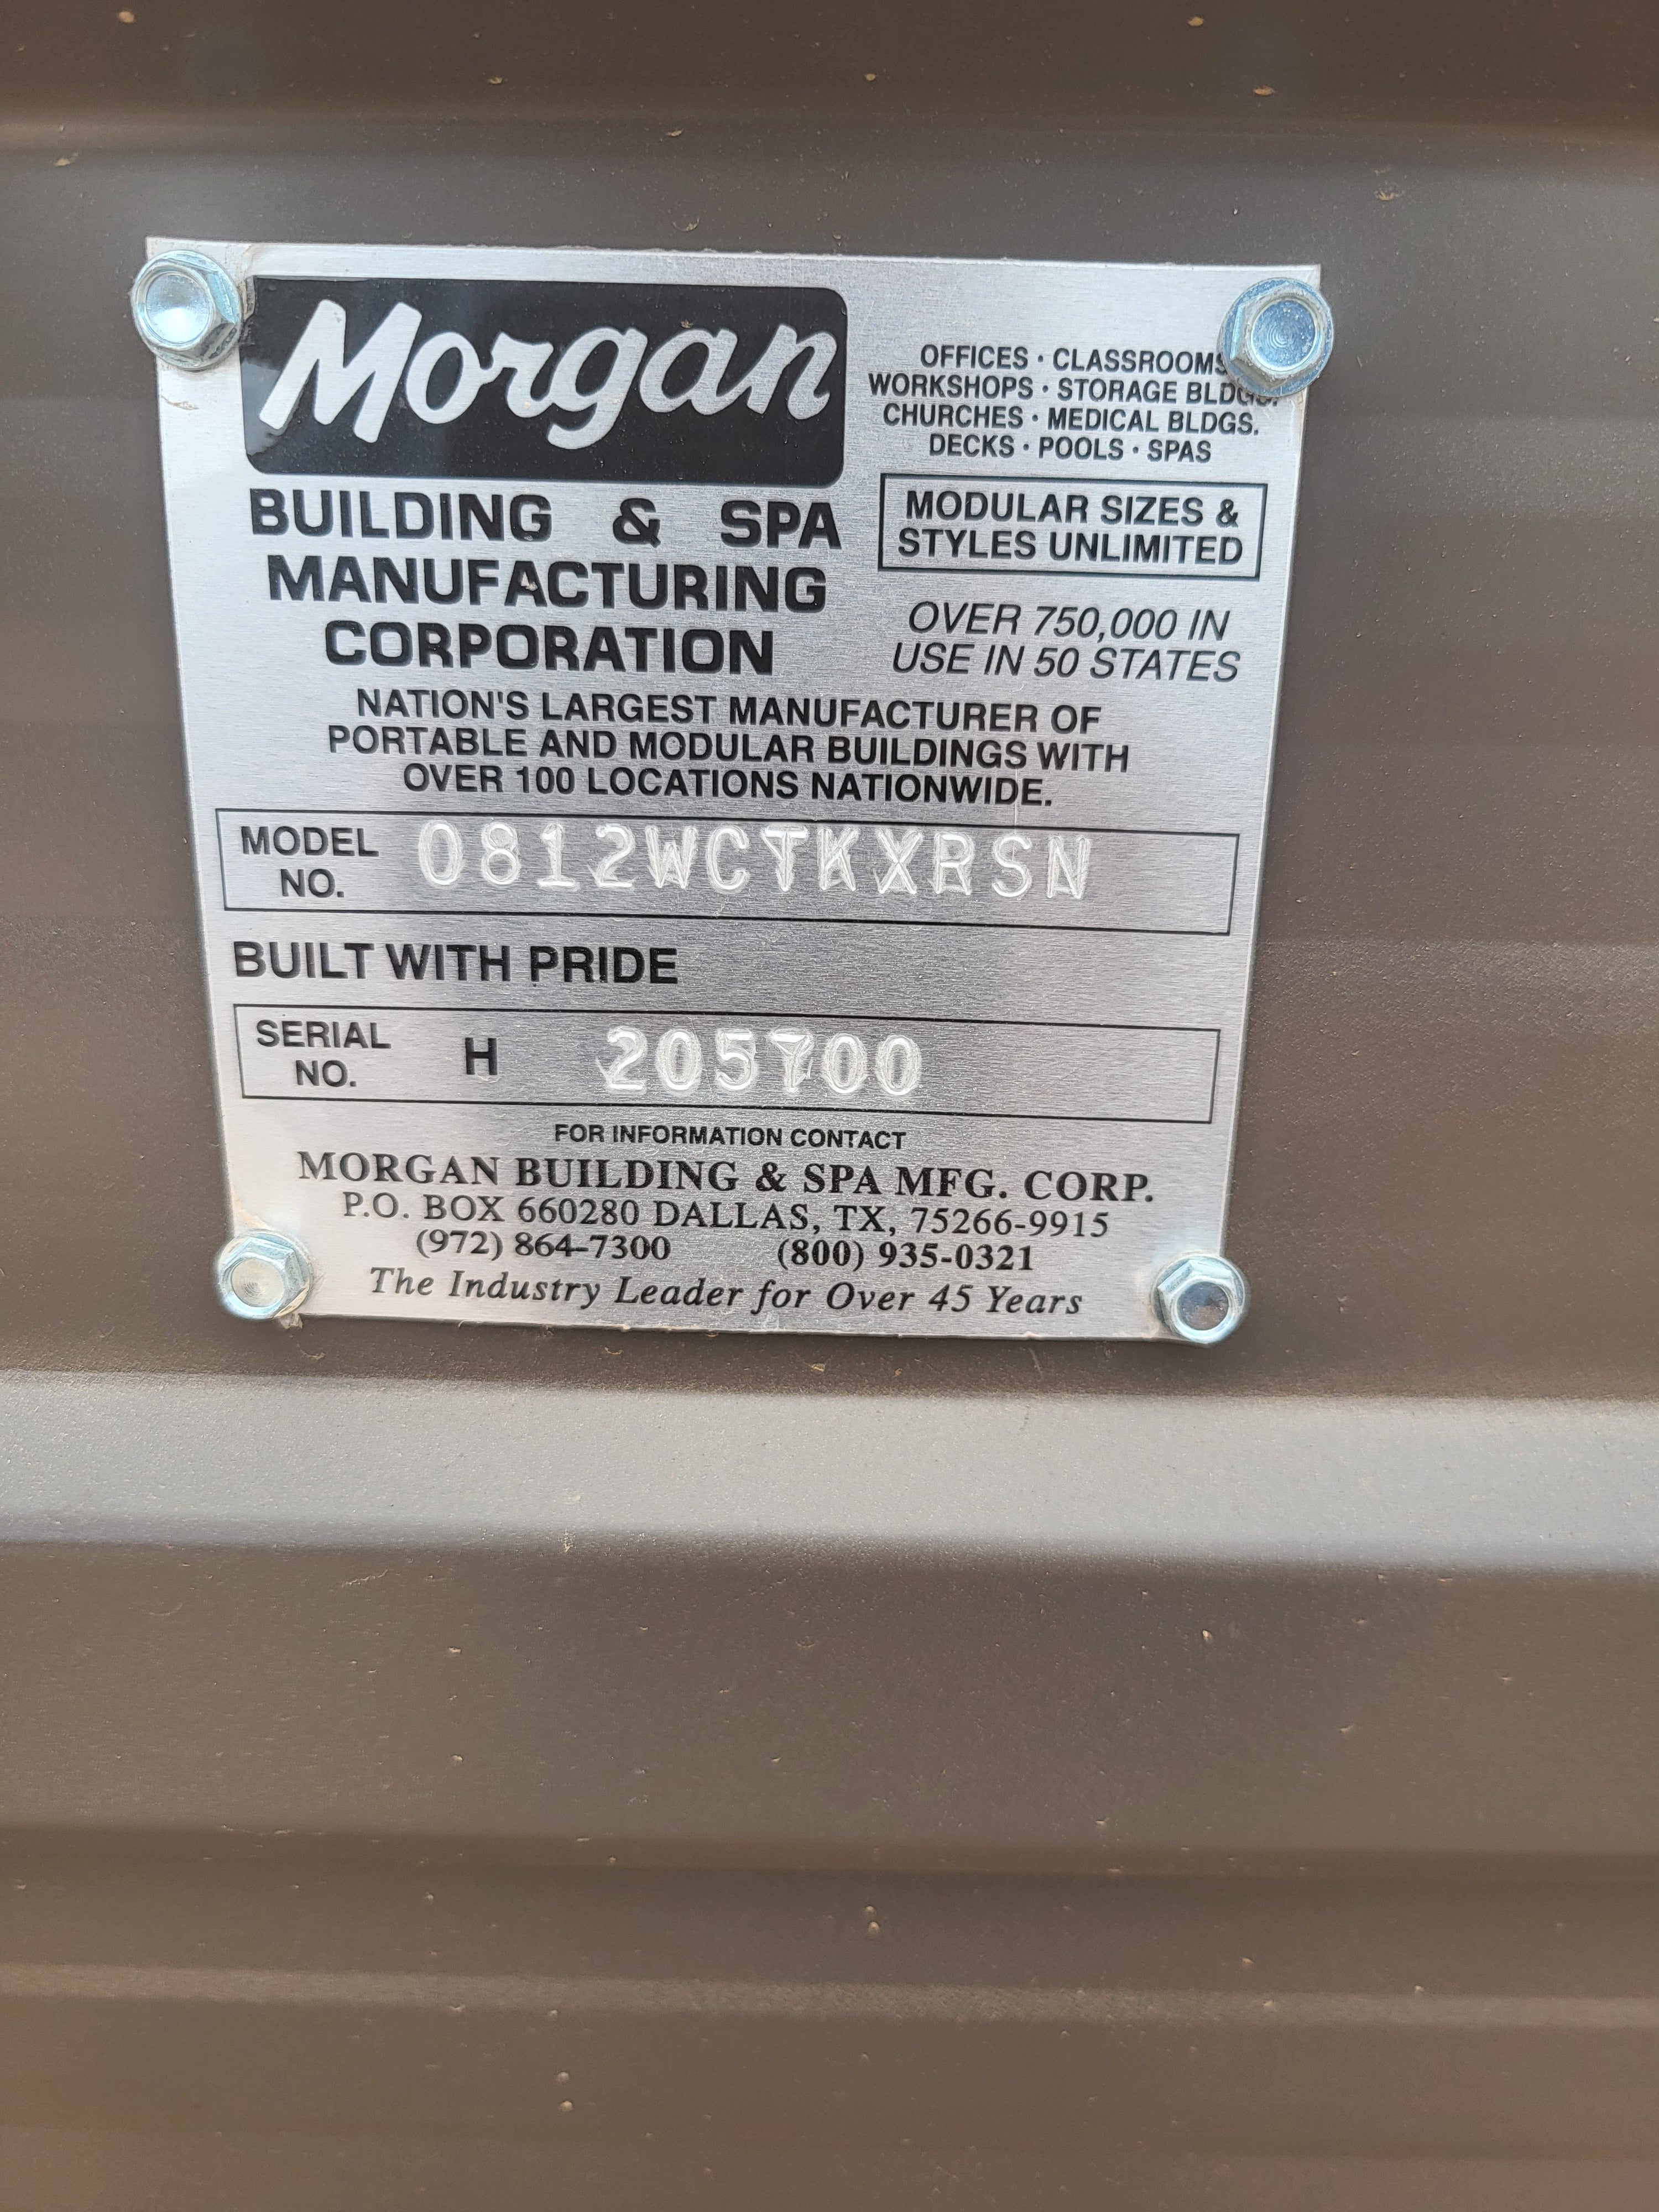 Morgan
BUILDING & SPA
MANUFACTURING
CORPORATION
OFFICES · CLASSROOMS
WORKSHOPS · STORAGE BLDGS.
CHURCHES · MEDICAL BLDGS.
DECKS · POOLS · SPAS
MODULAR SIZES &
STYLES UNLIMITED
OVER 750,000 IN
USE IN 50 STATES
NATION'S LARGEST MANUFACTURER OF
PORTABLE AND MODULAR BUILDINGS WITH
OVER 100 LOCATIONS NATIONWIDE.
MODEL NO. 0812WCTKXRSN
BUILT WITH PRIDE
SERIAL NO. H 205700
FOR INFORMATION CONTACT
MORGAN BUILDING & SPA MFG. CORP.
P.O. BOX 660280 DALLAS, TX, 75266-9915
(972) 864-7300 (800) 935-0321
The Industry Leader for Over 45 Years